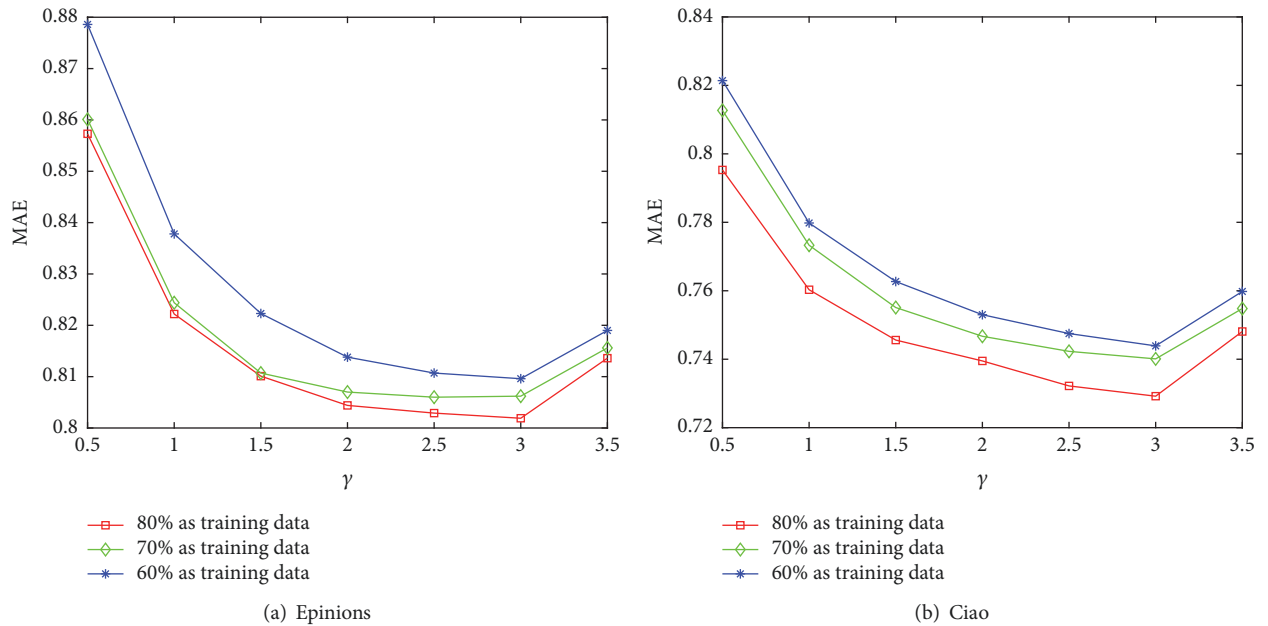 0.88
0.87
0.86
0.85
0.84
0.83
0.82
0.81
0.8
MAE
0.5 1 1.5 2 2.5 3 3.5
γ
80% as training data
70% as training data
60% as training data
(a) Epinions
0.84
0.82
0.8
0.78
0.76
0.74
0.72
MAE
0.5 1 1.5 2 2.5 3 3.5
γ
80% as training data
70% as training data
60% as training data
(b) Ciao